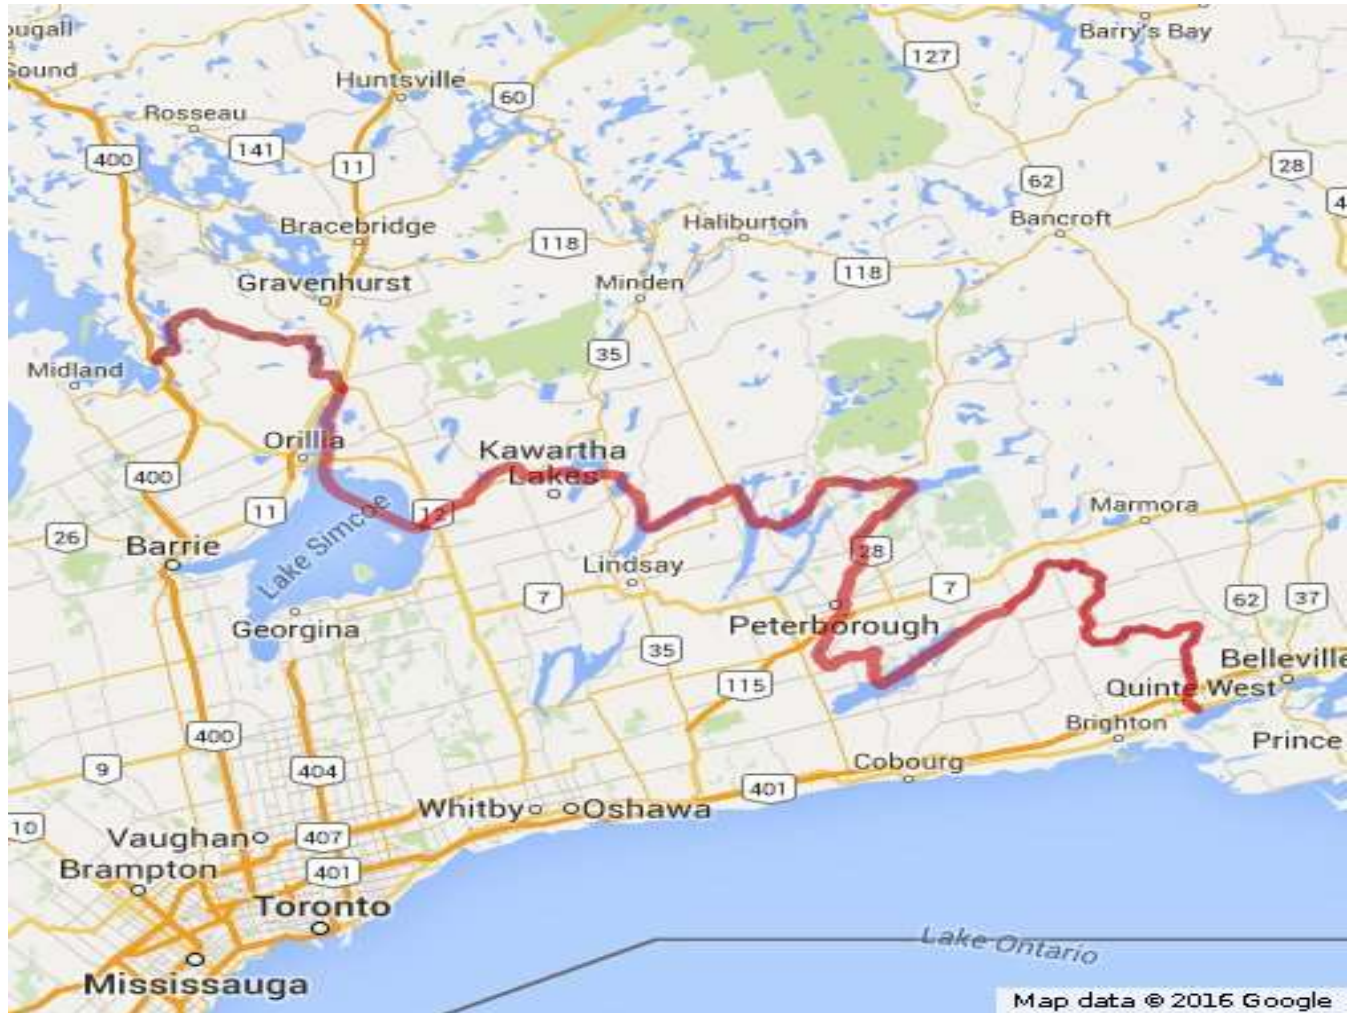 ougall
Sound
Huntsville
Barry's Bay
127
60
Rosseau
400
141
11
62
28
Bracebridge
Haliburton
Bancroft
118
118
Gravenhurst
Minden
35
Midland
Orillia
Kawartha
Lakes
400
11
12
Marmora
26
Barrie
Lake Simcoe
28
Lindsay
7
7
62
37
Georgina
Peterborough
35
115
Belleville
Quinte West
Brighton
Prince
400
9
404
Cobourg
401
Whitby
Oshawa
10
Vaughan
407
Brampton
401
Toronto
Lake Ontario
Mississauga
Map data © 2016 Google